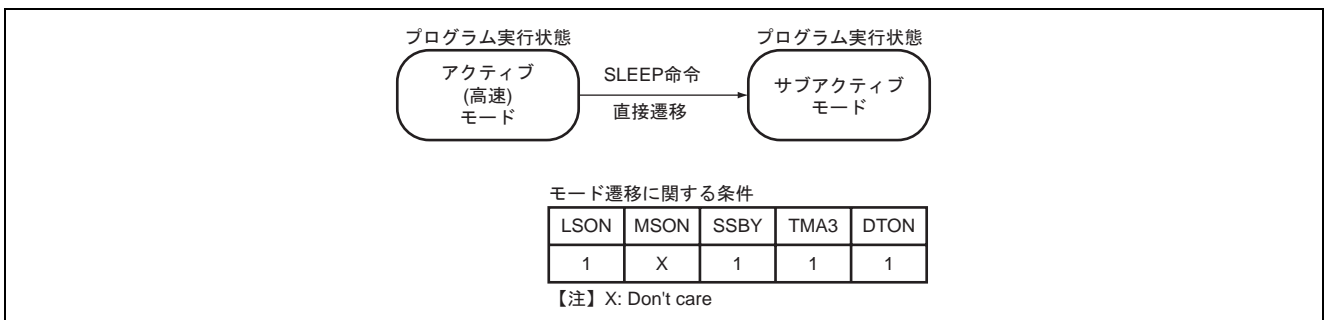 プログラム実行状態
アクティブ
(高速)
モード
SLEEP命令
直接遷移
プログラム実行状態
サブアクティブ
モード
モード遷移に関する条件
LSON MSON SSBY TMA3 DTON
1 X 1 1 1
【注】X: Don't care